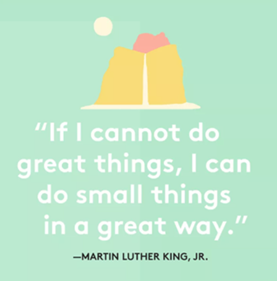 “If I cannot do
great things, I can
do small things
in a great way.”
—MARTIN LUTHER KING, JR.